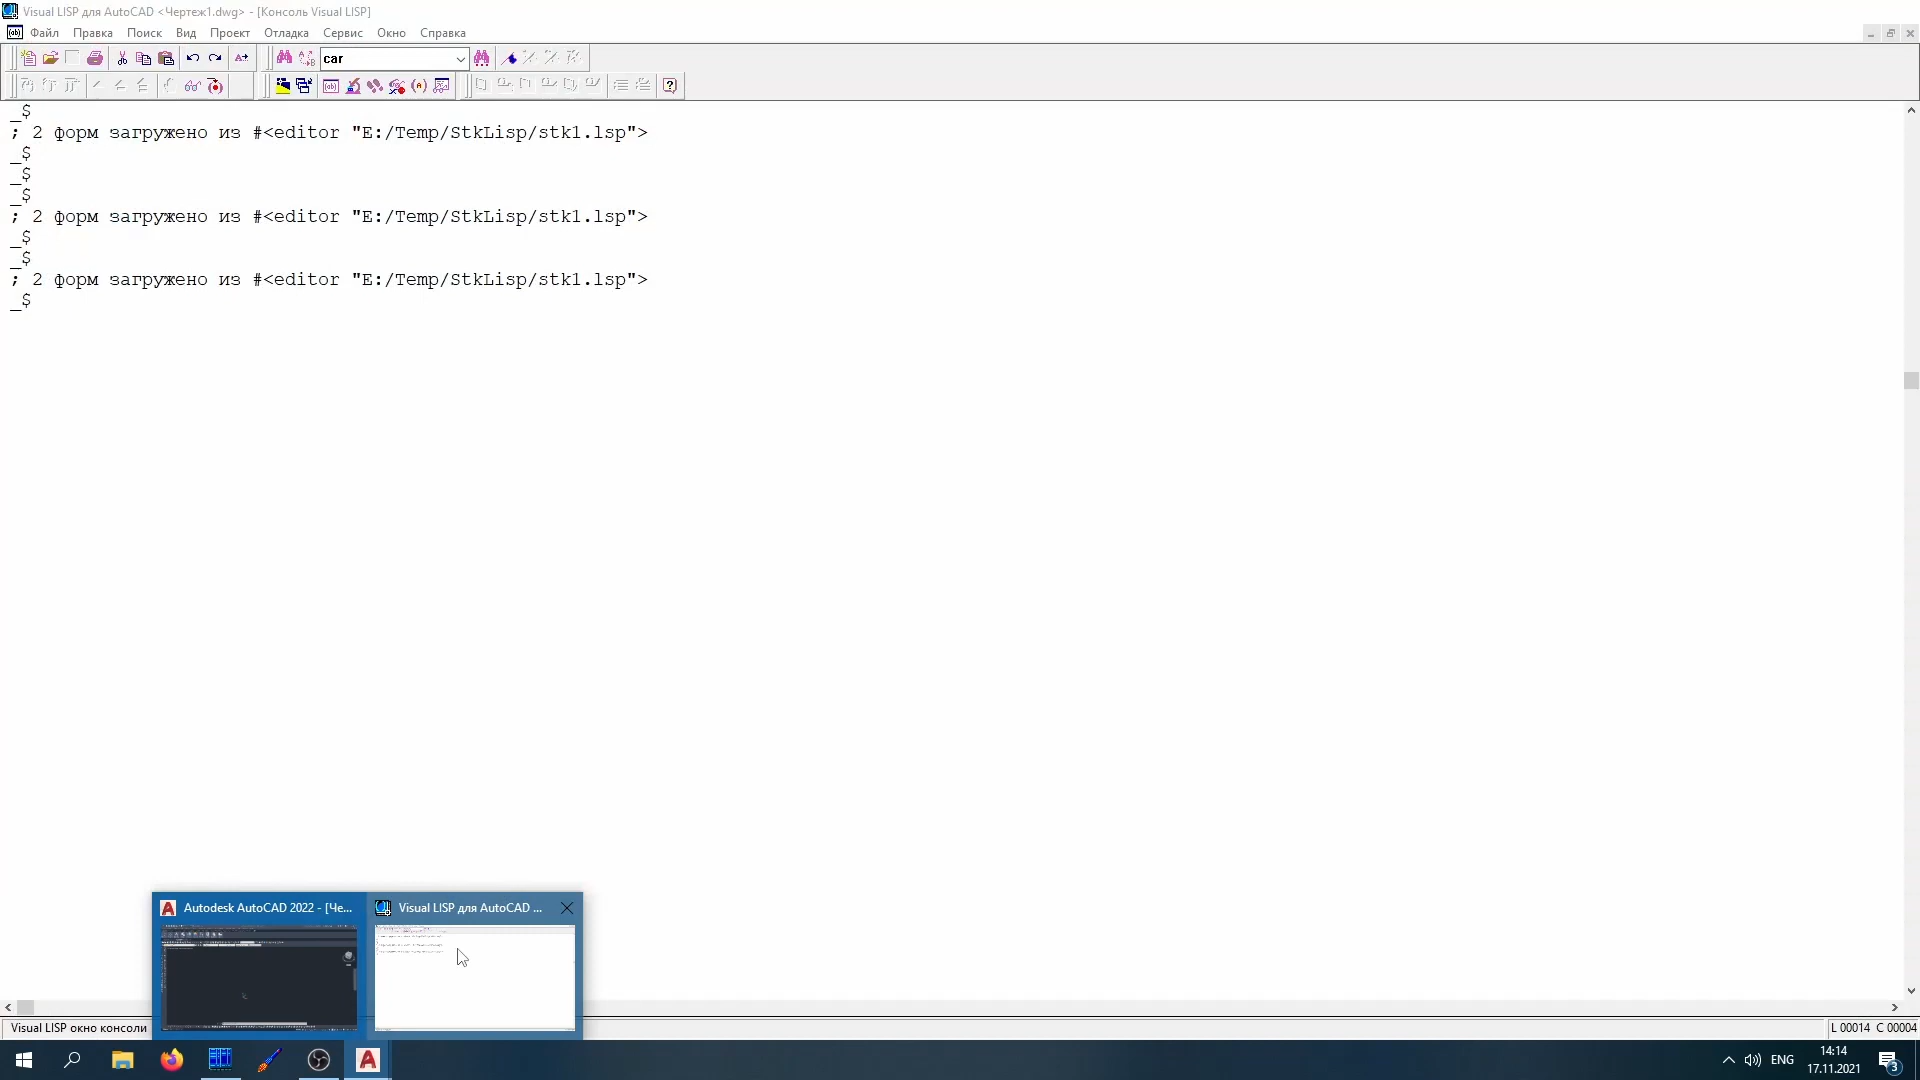 Visual LISP для AutoCAD <Чертеж1.dwg> - [Консоль Visual LISP]
Файл Правка Поиск Вид Проект Отладка Сервис Окно Справка
car
_$
; 2 форм загружено из #<editor "E:/Temp/StkLisp/stk1.lsp">
_$
_$
_$
; 2 форм загружено из #<editor "E:/Temp/StkLisp/stk1.lsp">
_$
_$
; 2 форм загружено из #<editor "E:/Temp/StkLisp/stk1.lsp">
_$
Autodesk AutoCAD 2022 - [Че...
Visual LISP для AutoCAD ...
Visual LISP окно консоли
L 00014 C 00004
ENG
14:14
17.11.2021
3